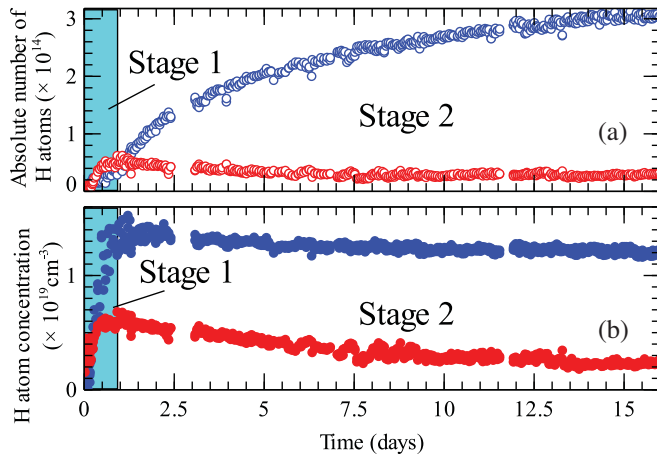 Absolute number of
H atoms (× 10¹⁴)
3
2
1
0
Stage 1
Stage 2
(a)
H atom concentration
(× 10¹⁹cm⁻³)
1
0
Stage 1
Stage 2
(b)
0 2.5 5 7.5 10 12.5 15
Time (days)